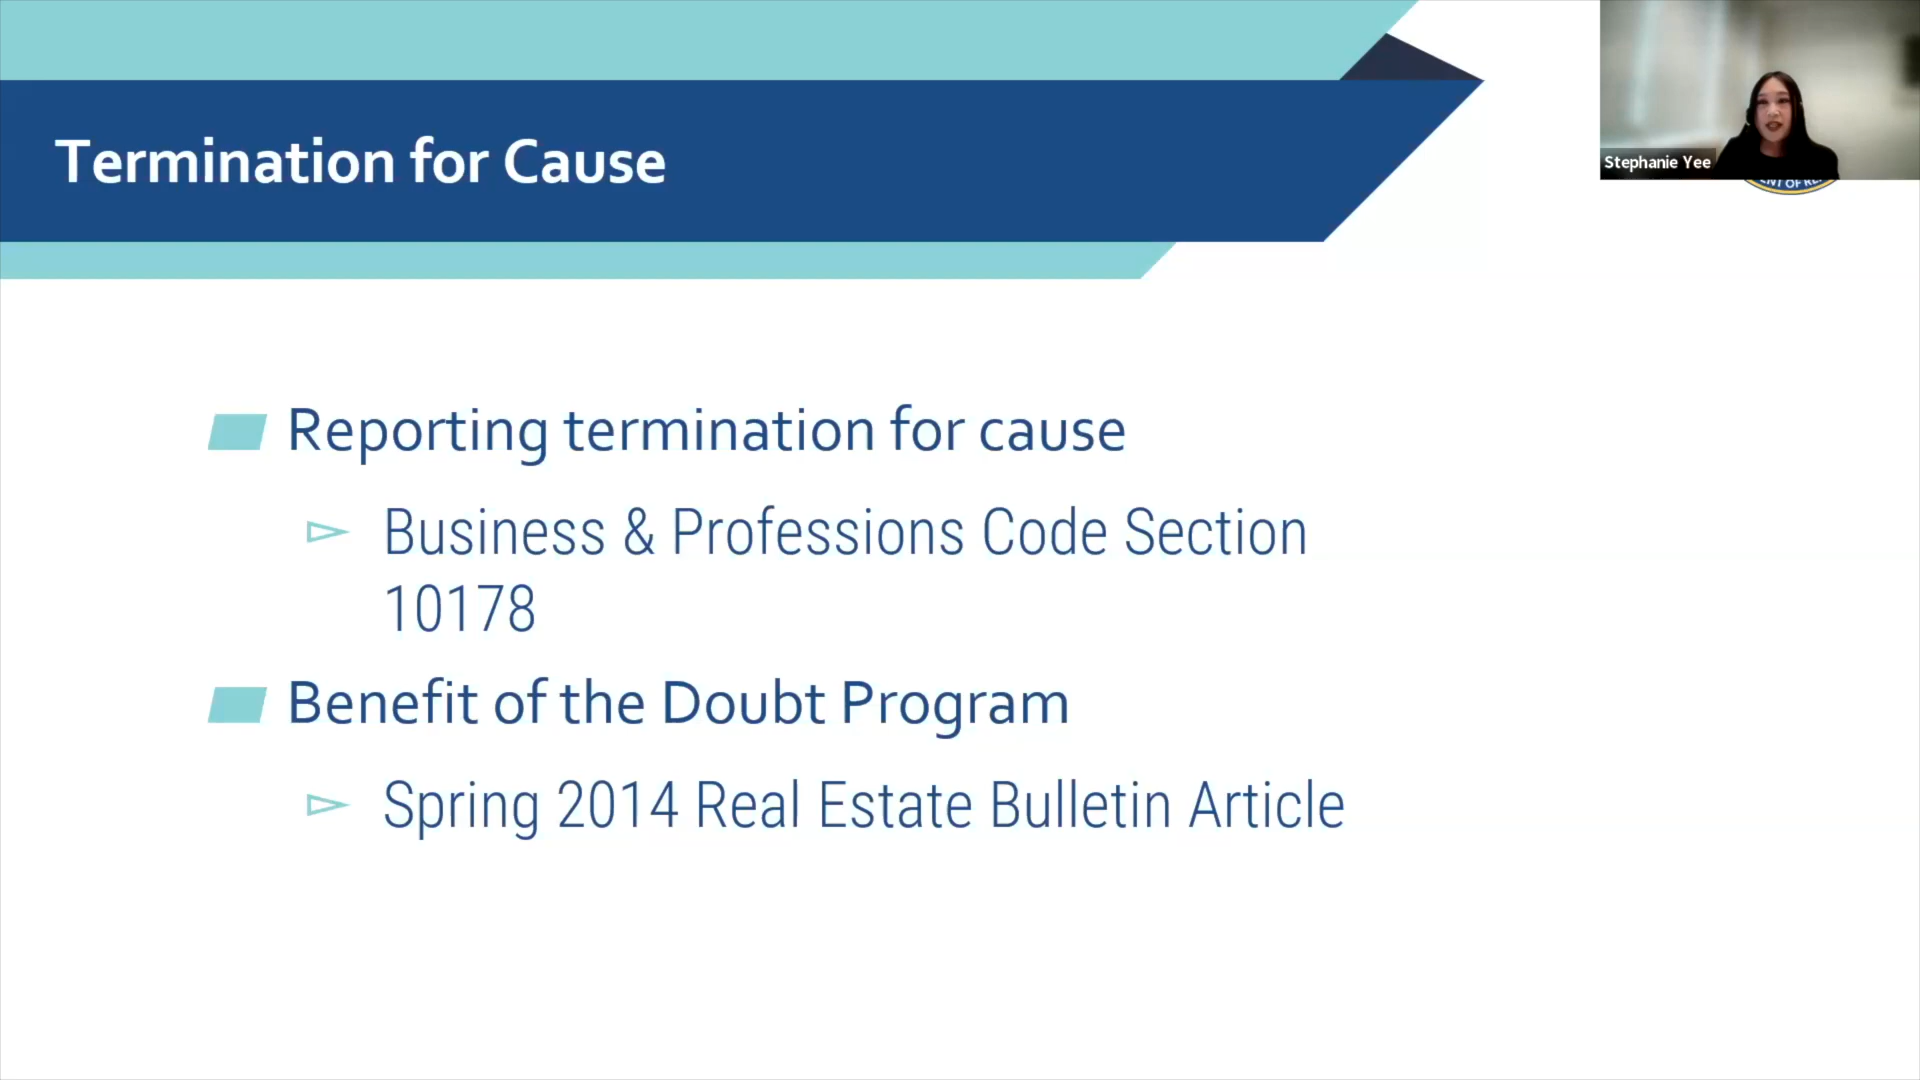 Termination for Cause
Stephanie Yee
Reporting termination for cause
Business & Professions Code Section
10178
Benefit of the Doubt Program
Spring 2014 Real Estate Bulletin Article